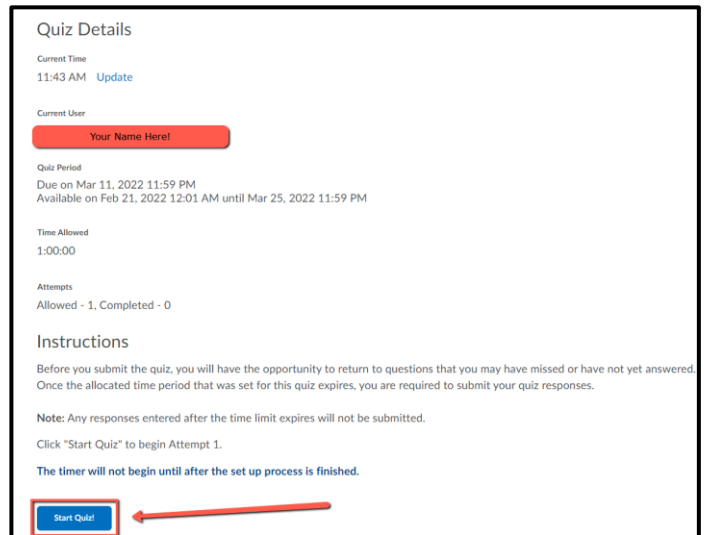 Quiz Details
Current Time
11:43 AM Update
Current User
Your Name Here!
Quiz Period
Due on Mar 11, 2022 11:59 PM
Available on Feb 21, 2022 12:01 AM until Mar 25, 2022 11:59 PM
Time Allowed
1:00:00
Attempts
Allowed - 1, Completed - 0
Instructions
Before you submit the quiz, you will have the opportunity to return to questions that you may have missed or have not yet answered.
Once the allocated time period that was set for this quiz expires, you are required to submit your quiz responses.
Note: Any responses entered after the time limit expires will not be submitted.
Click "Start Quiz" to begin Attempt 1.
The timer will not begin until after the set up process is finished.
Start Quiz!